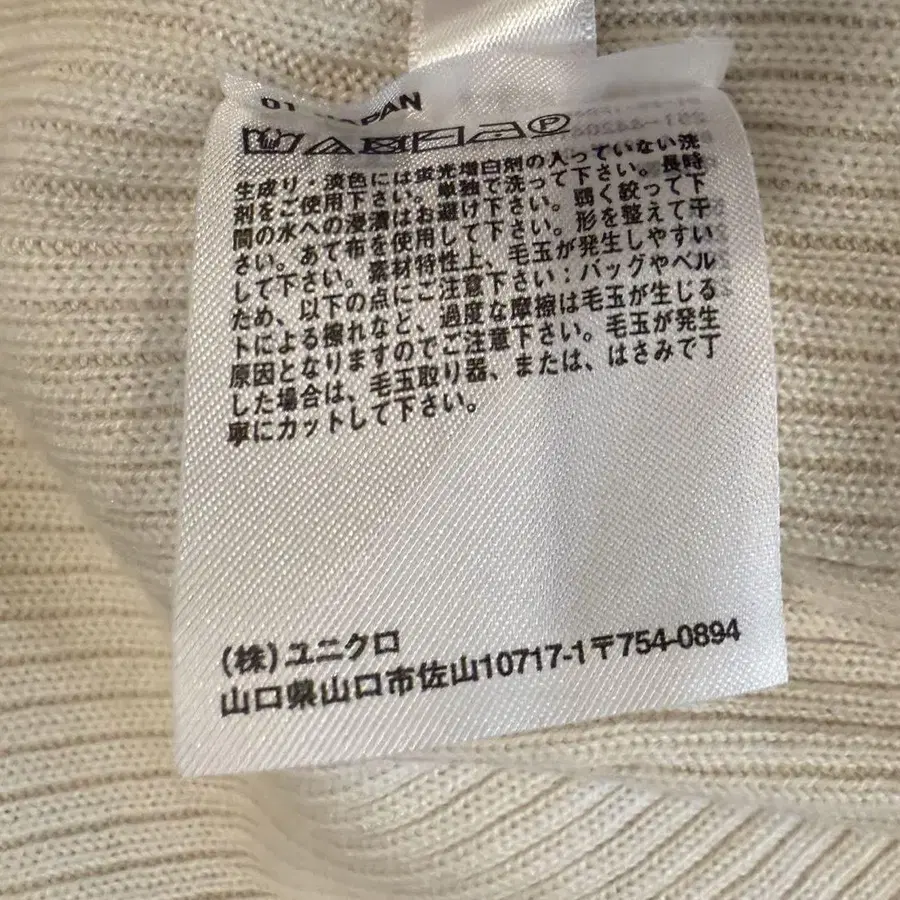 01 JAPAN
生成り・淡色には蛍光増白剤の入っていない洗
剤をご使用下さい。単独で洗って下さい。長時
間の水への浸漬はお避け下さい。弱く絞って下
さい。あて布を使用して下さい。形を整えて干
して下さい。素材特性上、毛玉が発生しやすい
ため、以下の点にご注意下さい：バッグやベル
トによる擦れなど、過度な摩擦は毛玉が生じる
原因となりますのでご注意下さい。毛玉が発生
した場合は、毛玉取り器、または、はさみで丁
寧にカットして下さい。
(株)ユニクロ
山口県山口市佐山10717-1〒754-0894